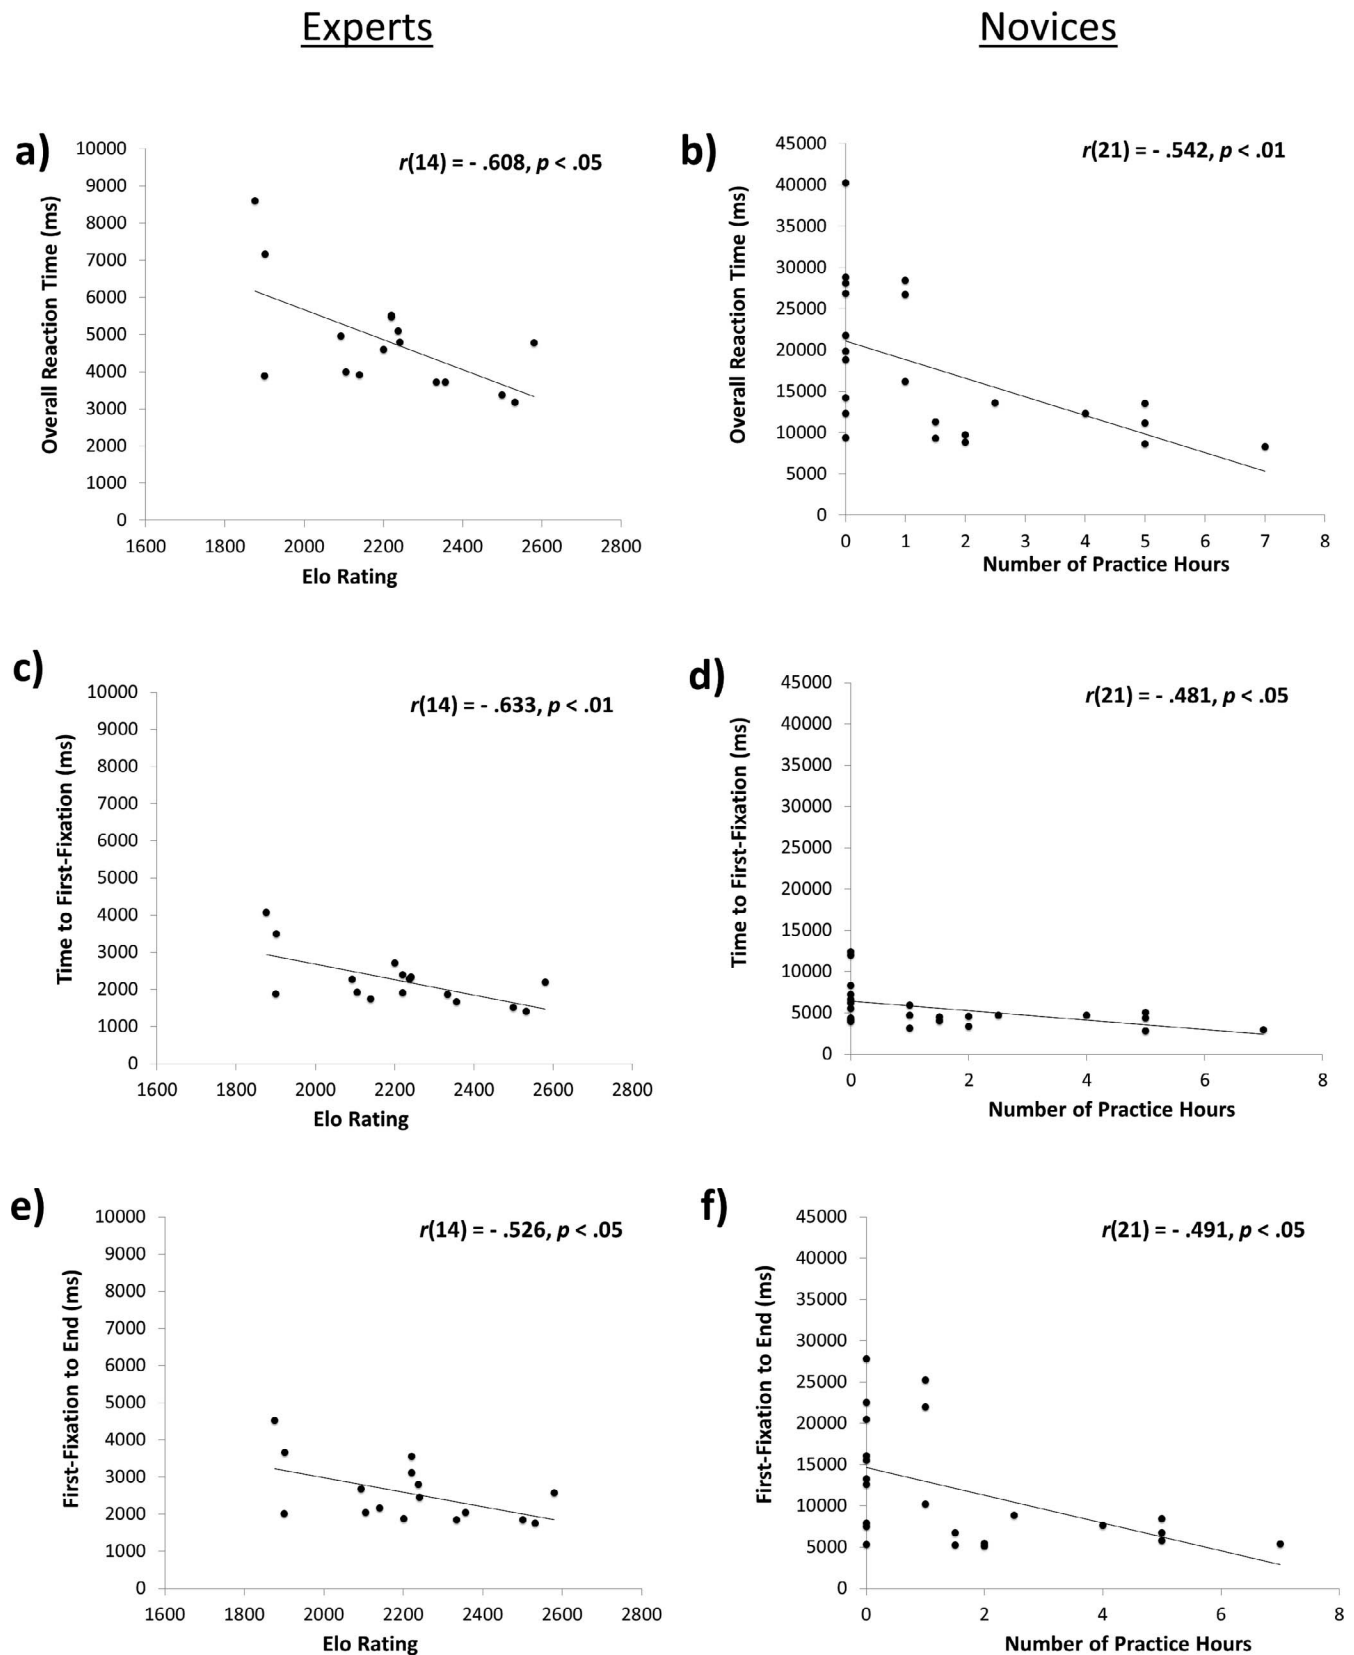 Experts
Novices
a)
r(14) = - .608, p < .05
Overall Reaction Time (ms)
10000
9000
8000
7000
6000
5000
4000
3000
2000
1000
0
1600 1800 2000 2200 2400 2600 2800
Elo Rating
b)
r(21) = - .542, p < .01
Overall Reaction Time (ms)
45000
40000
35000
30000
25000
20000
15000
10000
5000
0
0 1 2 3 4 5 6 7 8
Number of Practice Hours
c)
r(14) = - .633, p < .01
Time to First-Fixation (ms)
10000
9000
8000
7000
6000
5000
4000
3000
2000
1000
0
1600 1800 2000 2200 2400 2600 2800
Elo Rating
d)
r(21) = - .481, p < .05
Time to First-Fixation (ms)
45000
40000
35000
30000
25000
20000
15000
10000
5000
0
0 2 4 6 8
Number of Practice Hours
e)
r(14) = - .526, p < .05
First-Fixation to End (ms)
10000
9000
8000
7000
6000
5000
4000
3000
2000
1000
0
1600 1800 2000 2200 2400 2600 2800
Elo Rating
f)
r(21) = - .491, p < .05
First-Fixation to End (ms)
45000
40000
35000
30000
25000
20000
15000
10000
5000
0
0 2 4 6 8
Number of Practice Hours